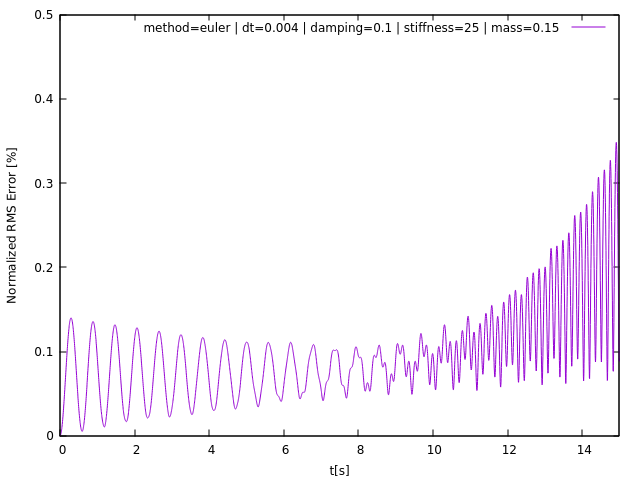 method=euler | dt=0.004 | damping=0.1 | stiffness=25 | mass=0.15
0.5
0.4
0.3
0.2
0.1
0
Normalized RMS Error [%]
0 2 4 6 8 10 12 14
t[s]